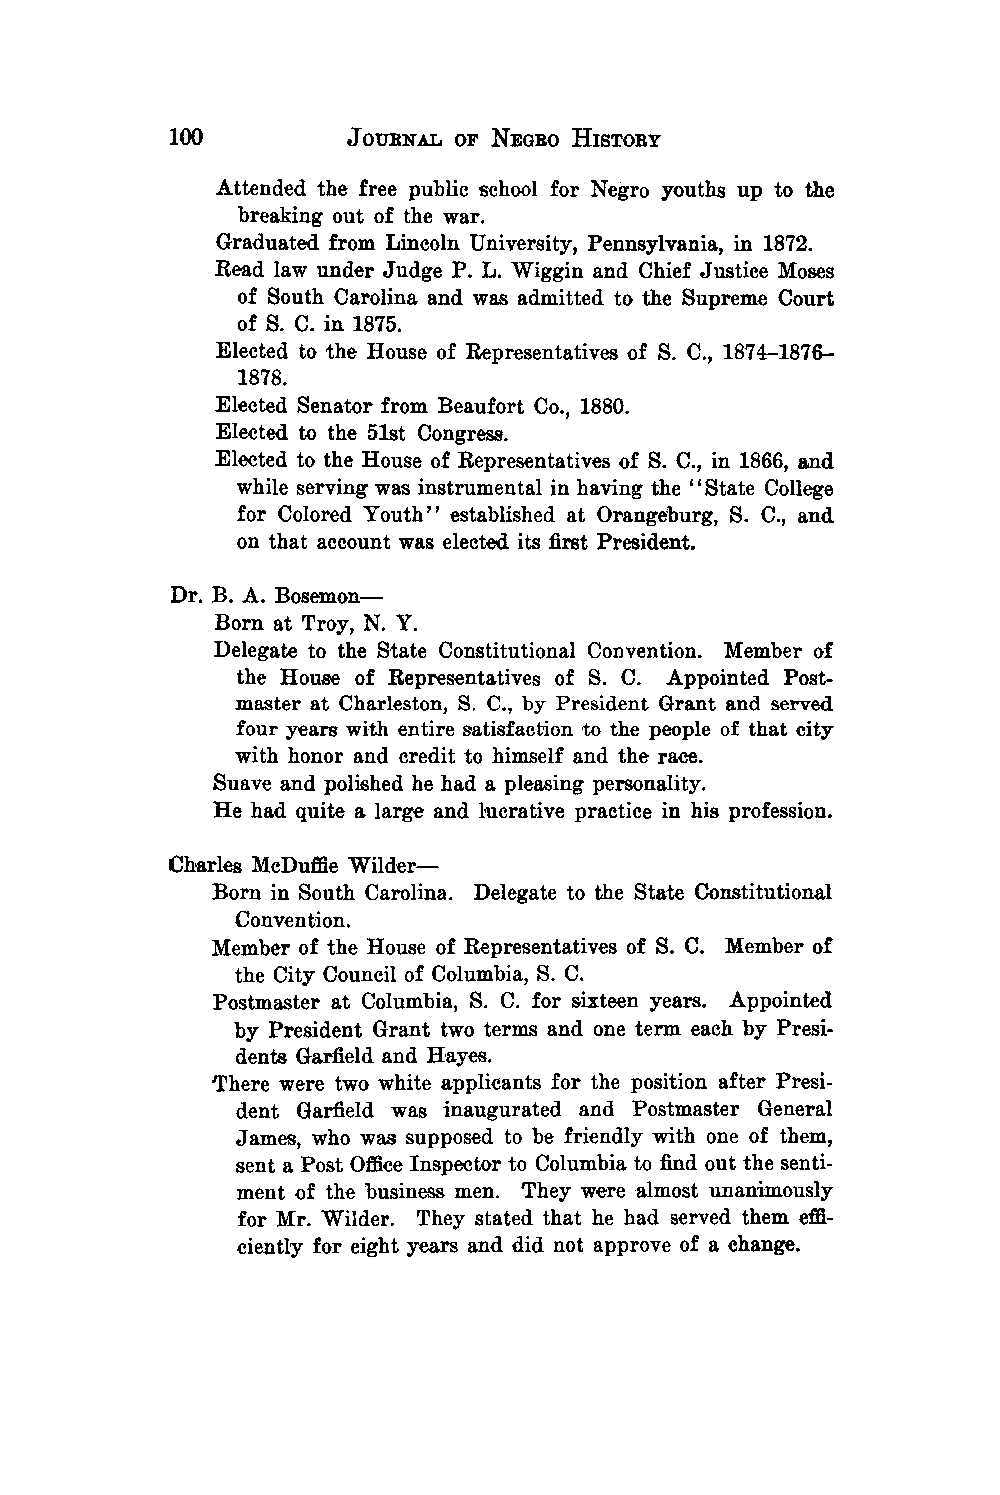 100 JOURNAL OF NEGRO HISTORY
Attended the free public school for Negro youths up to the
breaking out of the war.
Graduated from Lincoln University, Pennsylvania, in 1872.
Read law under Judge P. L. Wiggin and Chief Justice Moses
of South Carolina and was admitted to the Supreme Court
of S. C. in 1875.
Elected to the House of Representatives of S. C., 1874–1876–
1878.
Elected Senator from Beaufort Co., 1880.
Elected to the 51st Congress.
Elected to the House of Representatives of S. C., in 1866, and
while serving was instrumental in having the "State College
for Colored Youth" established at Orangeburg, S. C., and
on that account was elected its first President.
Dr. B. A. Bosemon—
Born at Troy, N. Y.
Delegate to the State Constitutional Convention. Member of
the House of Representatives of S. C. Appointed Post-
master at Charleston, S. C., by President Grant and served
four years with entire satisfaction to the people of that city
with honor and credit to himself and the race.
Suave and polished he had a pleasing personality.
He had quite a large and lucrative practice in his profession.
Charles McDuffie Wilder—
Born in South Carolina. Delegate to the State Constitutional
Convention.
Member of the House of Representatives of S. C. Member of
the City Council of Columbia, S. C.
Postmaster at Columbia, S. C. for sixteen years. Appointed
by President Grant two terms and one term each by Presi-
dents Garfield and Hayes.
There were two white applicants for the position after Presi-
dent Garfield was inaugurated and Postmaster General
James, who was supposed to be friendly with one of them,
sent a Post Office Inspector to Columbia to find out the senti-
ment of the business men. They were almost unanimously
for Mr. Wilder. They stated that he had served them effi-
ciently for eight years and did not approve of a change.